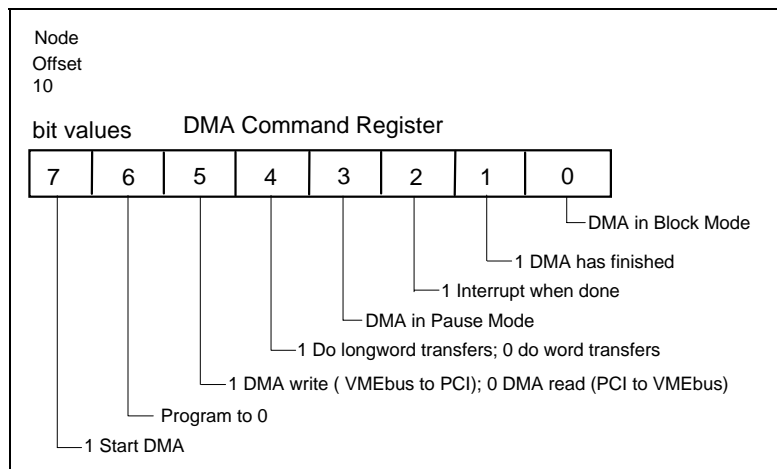 Node
Offset
10
bit values DMA Command Register
7 6 5 4 3 2 1 0
DMA in Block Mode
1 DMA has finished
1 Interrupt when done
DMA in Pause Mode
1 Do longword transfers; 0 do word transfers
1 DMA write ( VMEbus to PCI); 0 DMA read (PCI to VMEbus)
Program to 0
1 Start DMA